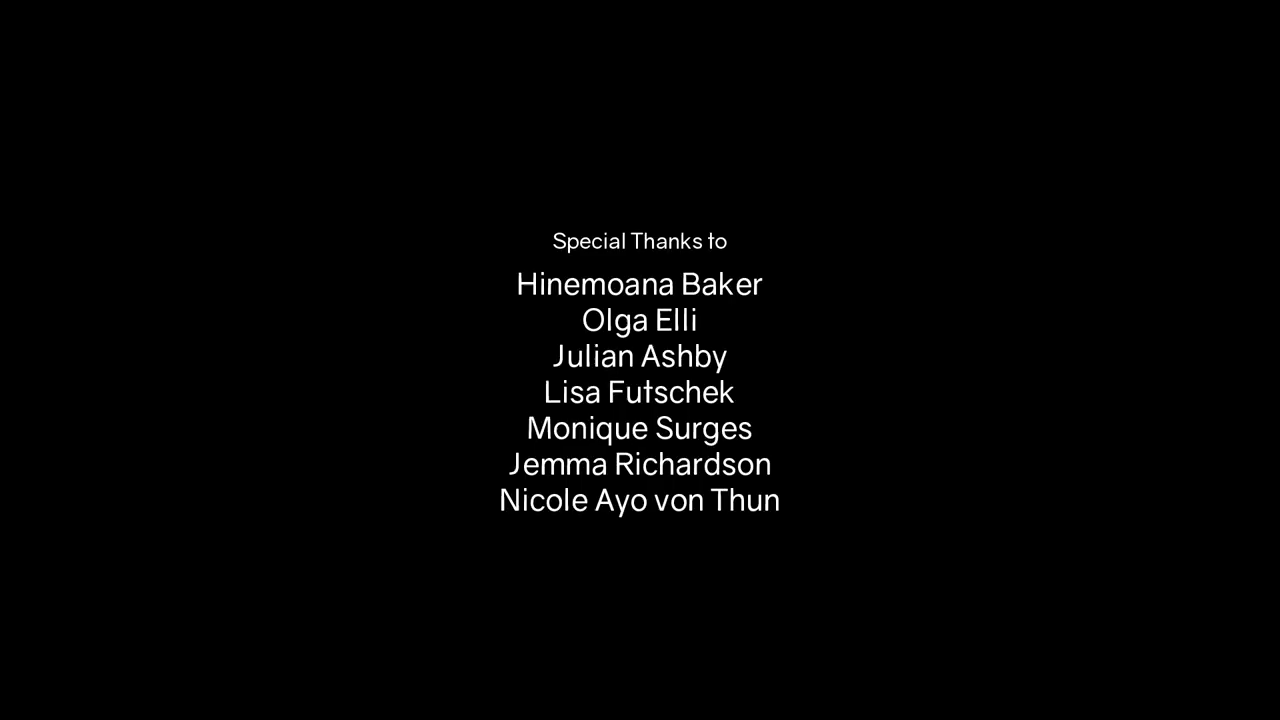 Special Thanks to
Hinemoana Baker
Olga Elli
Julian Ashby
Lisa Futschek
Monique Surges
Jemma Richardson
Nicole Ayo von Thun